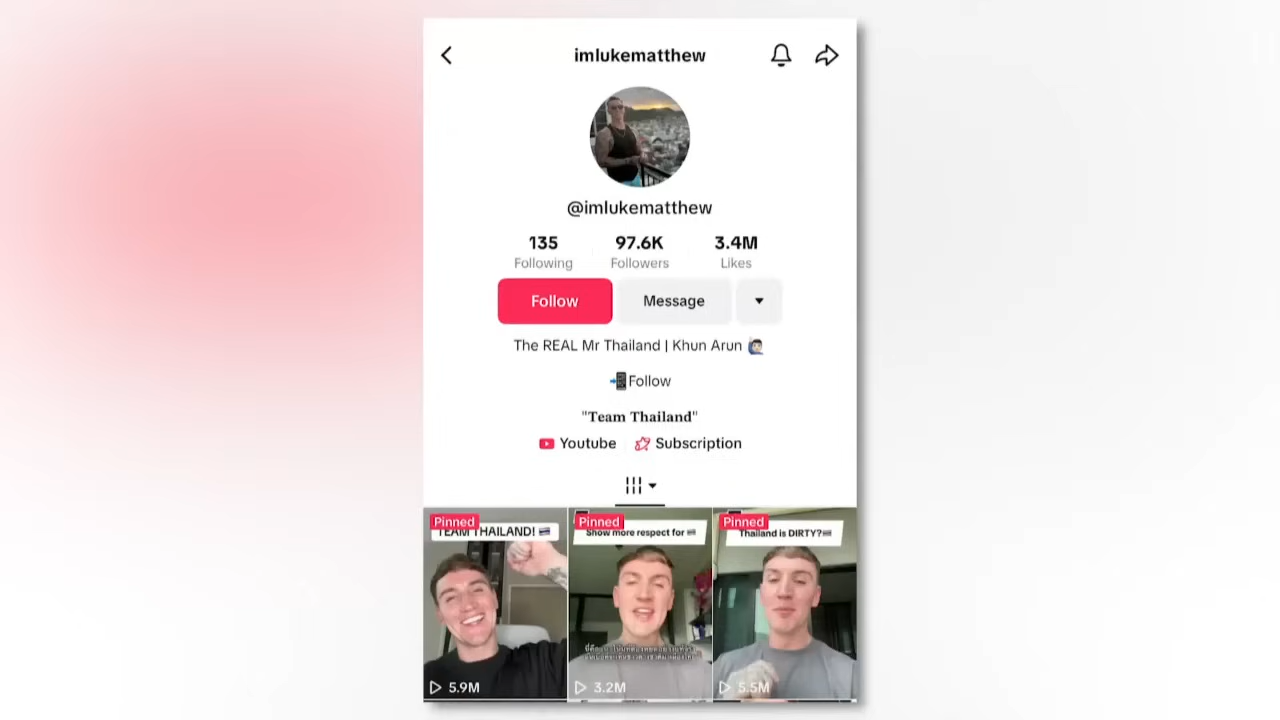 imlukematthew
@imlukematthew
135 97.6K 3.4M
Following Followers Likes
Follow Message
The REAL Mr Thailand | Khun Arun
Follow
"Team Thailand"
Youtube Subscription
Pinned Pinned Pinned
TEAM THAILAND! Show more respect for Thailand is DIRTY?
5.9M 3.2M 5.5M